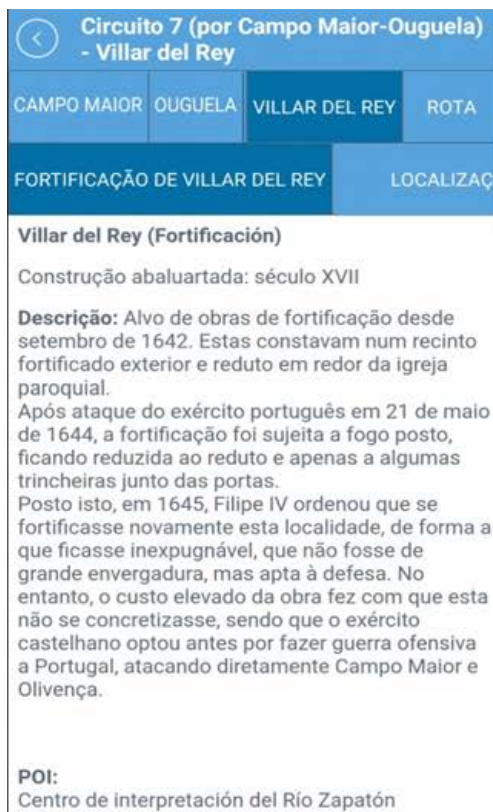 Circuito 7 (por Campo Maior-Ouguela)
- Villar del Rey
CAMPO MAIOR OUGUELA VILLAR DEL REY ROTA
FORTIFICAÇÃO DE VILLAR DEL REY LOCALIZAÇ
Villar del Rey (Fortificación)
Construção abaluartada: século XVII
Descrição: Alvo de obras de fortificação desde
setembro de 1642. Estas constavam num recinto
fortificado exterior e reduto em redor da igreja
paroquial.
Após ataque do exército português em 21 de maio
de 1644, a fortificação foi sujeita a fogo posto,
ficando reduzida ao reduto e apenas a algumas
trincheiras junto das portas.
Posto isto, em 1645, Filipe IV ordenou que se
fortificasse novamente esta localidade, de forma a
que ficasse inexpugnável, que não fosse de
grande envergadura, mas apta à defesa. No
entanto, o custo elevado da obra fez com que esta
não se concretizasse, sendo que o exército
castelhano optou antes por fazer guerra ofensiva
a Portugal, atacando diretamente Campo Maior e
Olivença.
POI:
Centro de interpretación del Río Zapatón